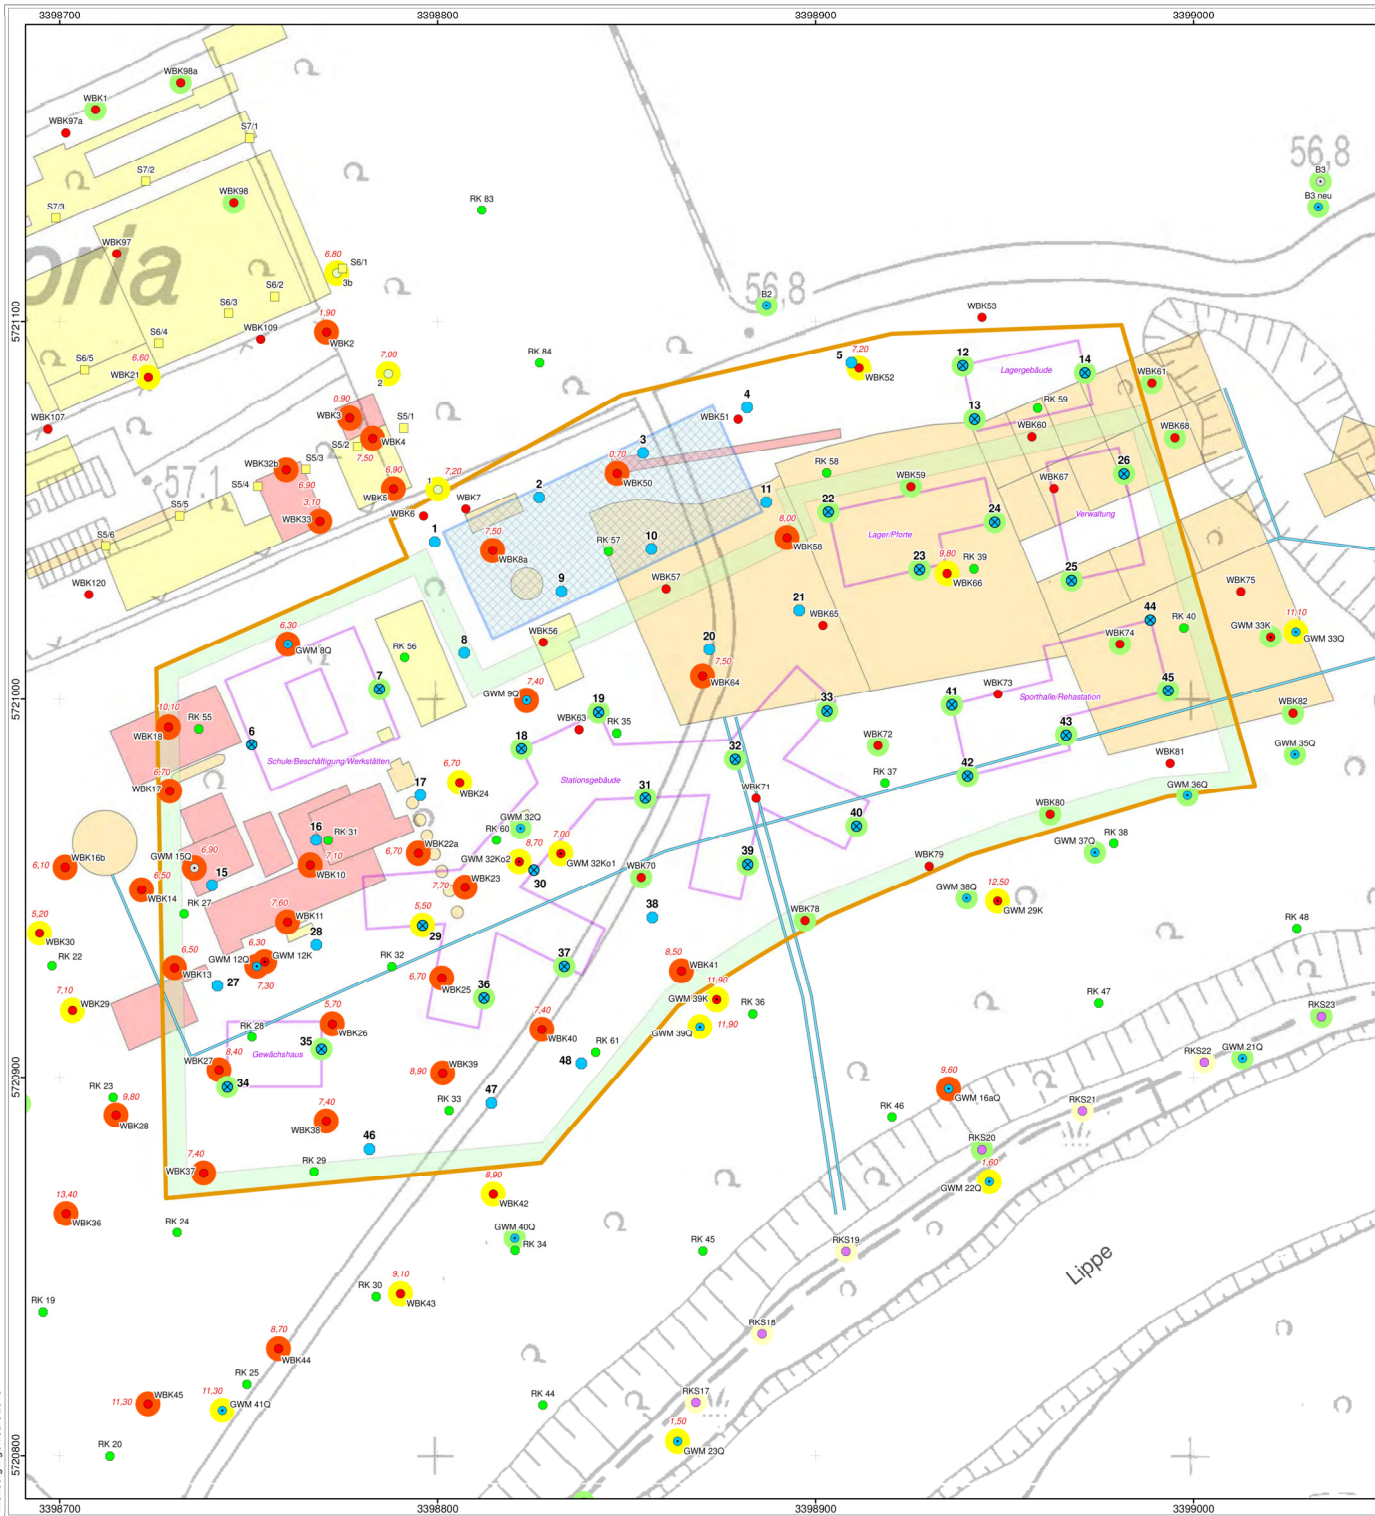 3398700
3398800
3398900
3399000
WBK98a
WBK1
WBK97a
S7/1
S7/2
S7/3
WBK98
WBK97
oria
RK 83
56,8
B3
B3 neu
6,80
S6/1
3b
S6/2
S6/3
S6/4
S6/5
56,8
B2
WBK53
5721100
1,90
WBK2
WBK109
6,60
WBK21
7,00
2
RK 84
5
7,20
WBK52
12
Lagergebäude
14
WBK61
0,90
WBK3
WBK107
WBK4
S5/1
S5/2
7,50
4
WBK51
13
RK 59
WBK60
WBK68
57,1
WBK32b
S5/3
S5/4
6,90
6,90
WBK5
7,20
1
3
0,70
WBK50
RK 58
WBK59
WBK67
26
S5/5
3,10
WBK33
WBK6
WBK7
2
11
22
24
Verwaltung
S5/6
1
7,50
WBK8a
RK 57
10
8,00
WBK58
Lager/Pforte
23
9,80
WBK66
RK 39
25
WBK120
9
WBK57
21
WBK65
44
RK 40
WBK75
6,30
GWM 8Q
8
WBK56
20
WBK74
GWM 33K
11,10
GWM 33Q
RK 56
7
7,50
WBK64
WBK73
Sporthalle/Rehastation
45
5721000
7,40
GWM 9Q
19
RK 35
WBK63
33
41
WBK82
10,10
WBK18
RK 55
6
18
32
WBK72
43
GWM 35Q
Schule/Beschäftigung/Werkstätten
6,70
WBK17
17
6,70
WBK24
Stationsgebäude
31
WBK71
RK 37
42
WBK81
GWM 36Q
16
RK 31
RK 60
GWM 32Q
40
WBK80
GWM 37Q
RK 38
6,10
WBK16b
GWM 15Q
6,90
15
7,10
WBK10
6,70
WBK22a
8,70
GWM 32Ko2
7,00
GWM 32Ko1
30
39
WBK79
6,50
WBK14
7,70
WBK23
WBK70
GWM 38Q
12,50
GWM 29K
5,20
WBK30
RK 27
7,60
WBK11
28
5,50
29
38
WBK78
RK 48
RK 22
6,50
WBK13
GWM 12Q
6,30
GWM 12K
7,30
RK 32
6,70
WBK25
37
8,50
WBK41
27
36
11,90
GWM 39K
RK 47
RKS23
7,10
WBK29
RK 28
5,70
WBK26
7,40
WBK40
GWM 39Q
11,90
RK 36
Gewächshaus
35
8,40
WBK27
34
8,90
WBK39
48
RK 61
RKS22
GWM 21Q
5720900
RK 23
9,80
WBK28
7,40
WBK38
RK 33
47
9,60
GWM 16aQ
RK 46
RKS21
46
RKS20
7,40
WBK37
RK 29
1,60
GWM 22Q
13,40
WBK36
RK 24
8,90
WBK42
GWM 40Q
RK 34
RK 45
RKS19
Lippe
RK 19
RK 30
9,10
WBK43
8,70
WBK44
RKS18
RK 25
11,30
WBK45
11,30
GWM 41Q
RK 44
RKS17
1,50
GWM 23Q
5720800
RK 20
3398700
3398800
3398900
3399000